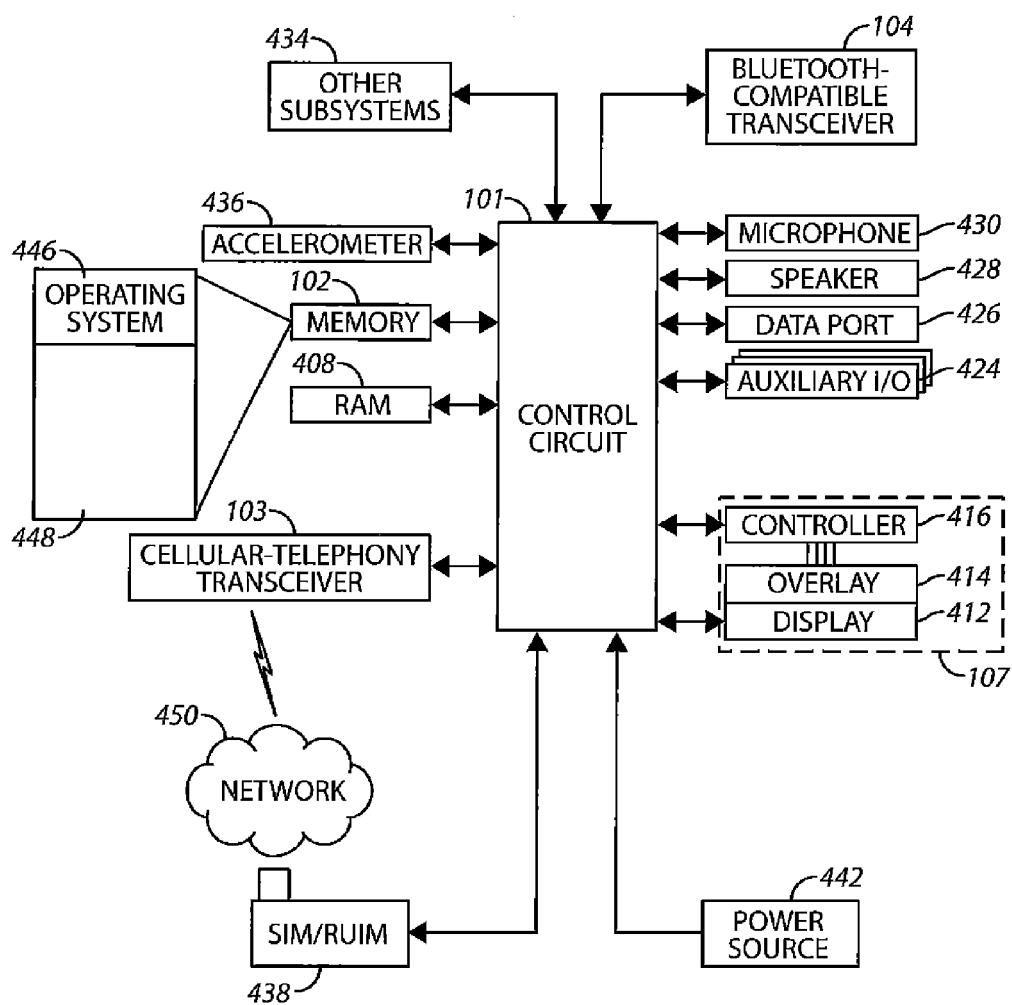 434
OTHER
SUBSYSTEMS
104
BLUETOOTH-
COMPATIBLE
TRANSCEIVER
101
436
ACCELEROMETER
446
OPERATING
SYSTEM
448
102
MEMORY
408
RAM
103
CELLULAR-TELEPHONY
TRANSCEIVER
CONTROL
CIRCUIT
MICROPHONE
430
SPEAKER
428
DATA PORT
426
AUXILIARY I/O
424
CONTROLLER
416
OVERLAY
414
DISPLAY
412
107
450
NETWORK
SIM/RUIM
438
442
POWER
SOURCE